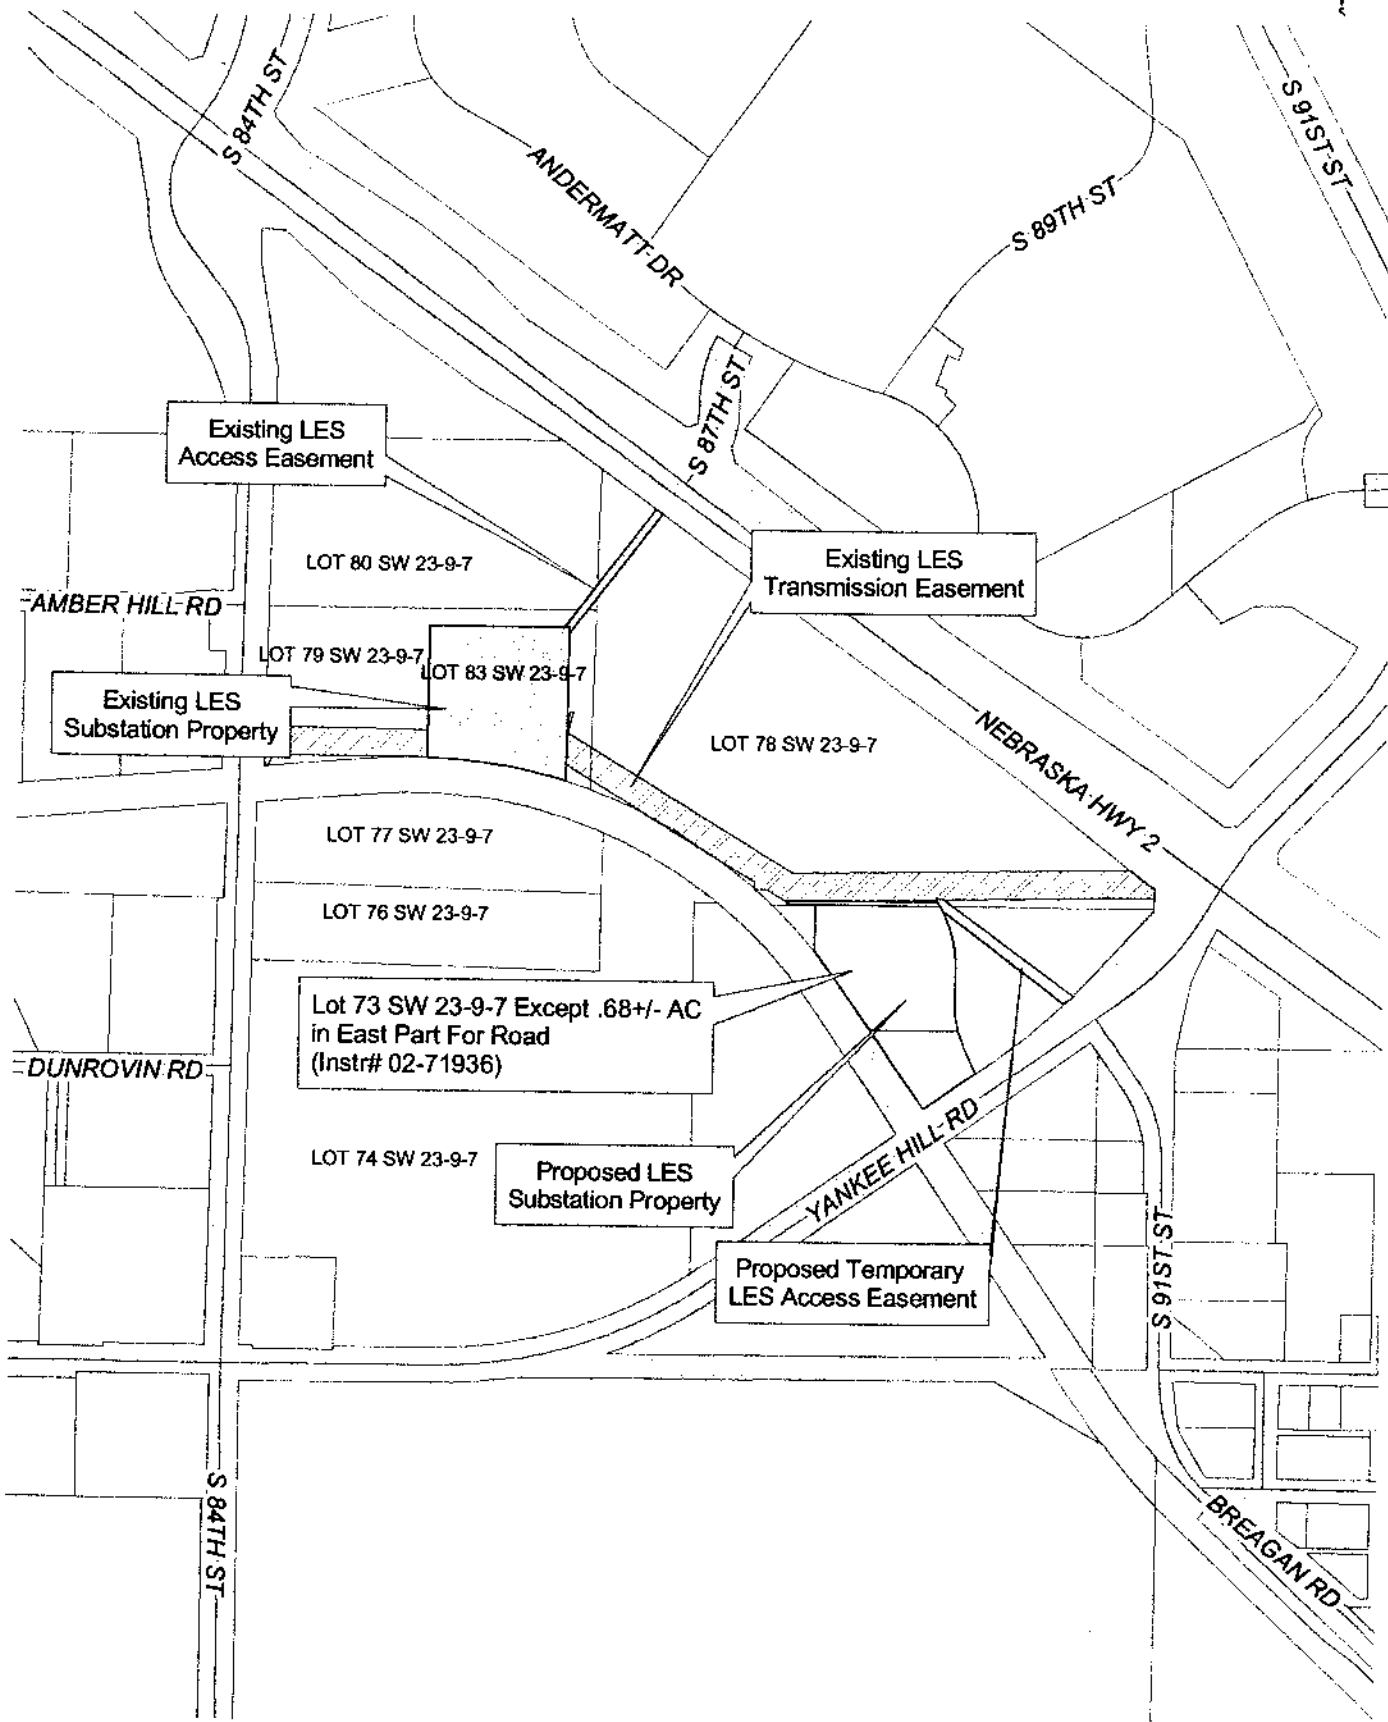 S 84TH ST
S 91ST ST
ANDERMATT DR
S 89TH ST
S 87TH ST
Existing LES
Access Easement
LOT 80 SW 23-9-7
Existing LES
Transmission Easement
AMBER HILL RD
LOT 79 SW 23-9-7
LOT 83 SW 23-9-7
Existing LES
Substation Property
LOT 78 SW 23-9-7
NEBRASKA HWY 2
LOT 77 SW 23-9-7
LOT 76 SW 23-9-7
Lot 73 SW 23-9-7 Except .68+/- AC
in East Part For Road
(Instr# 02-71936)
DUNROVIN RD
LOT 74 SW 23-9-7
Proposed LES
Substation Property
YANKEE HILL RD
Proposed Temporary
LES Access Easement
S 91ST ST
S 84TH ST
BREAGAN RD